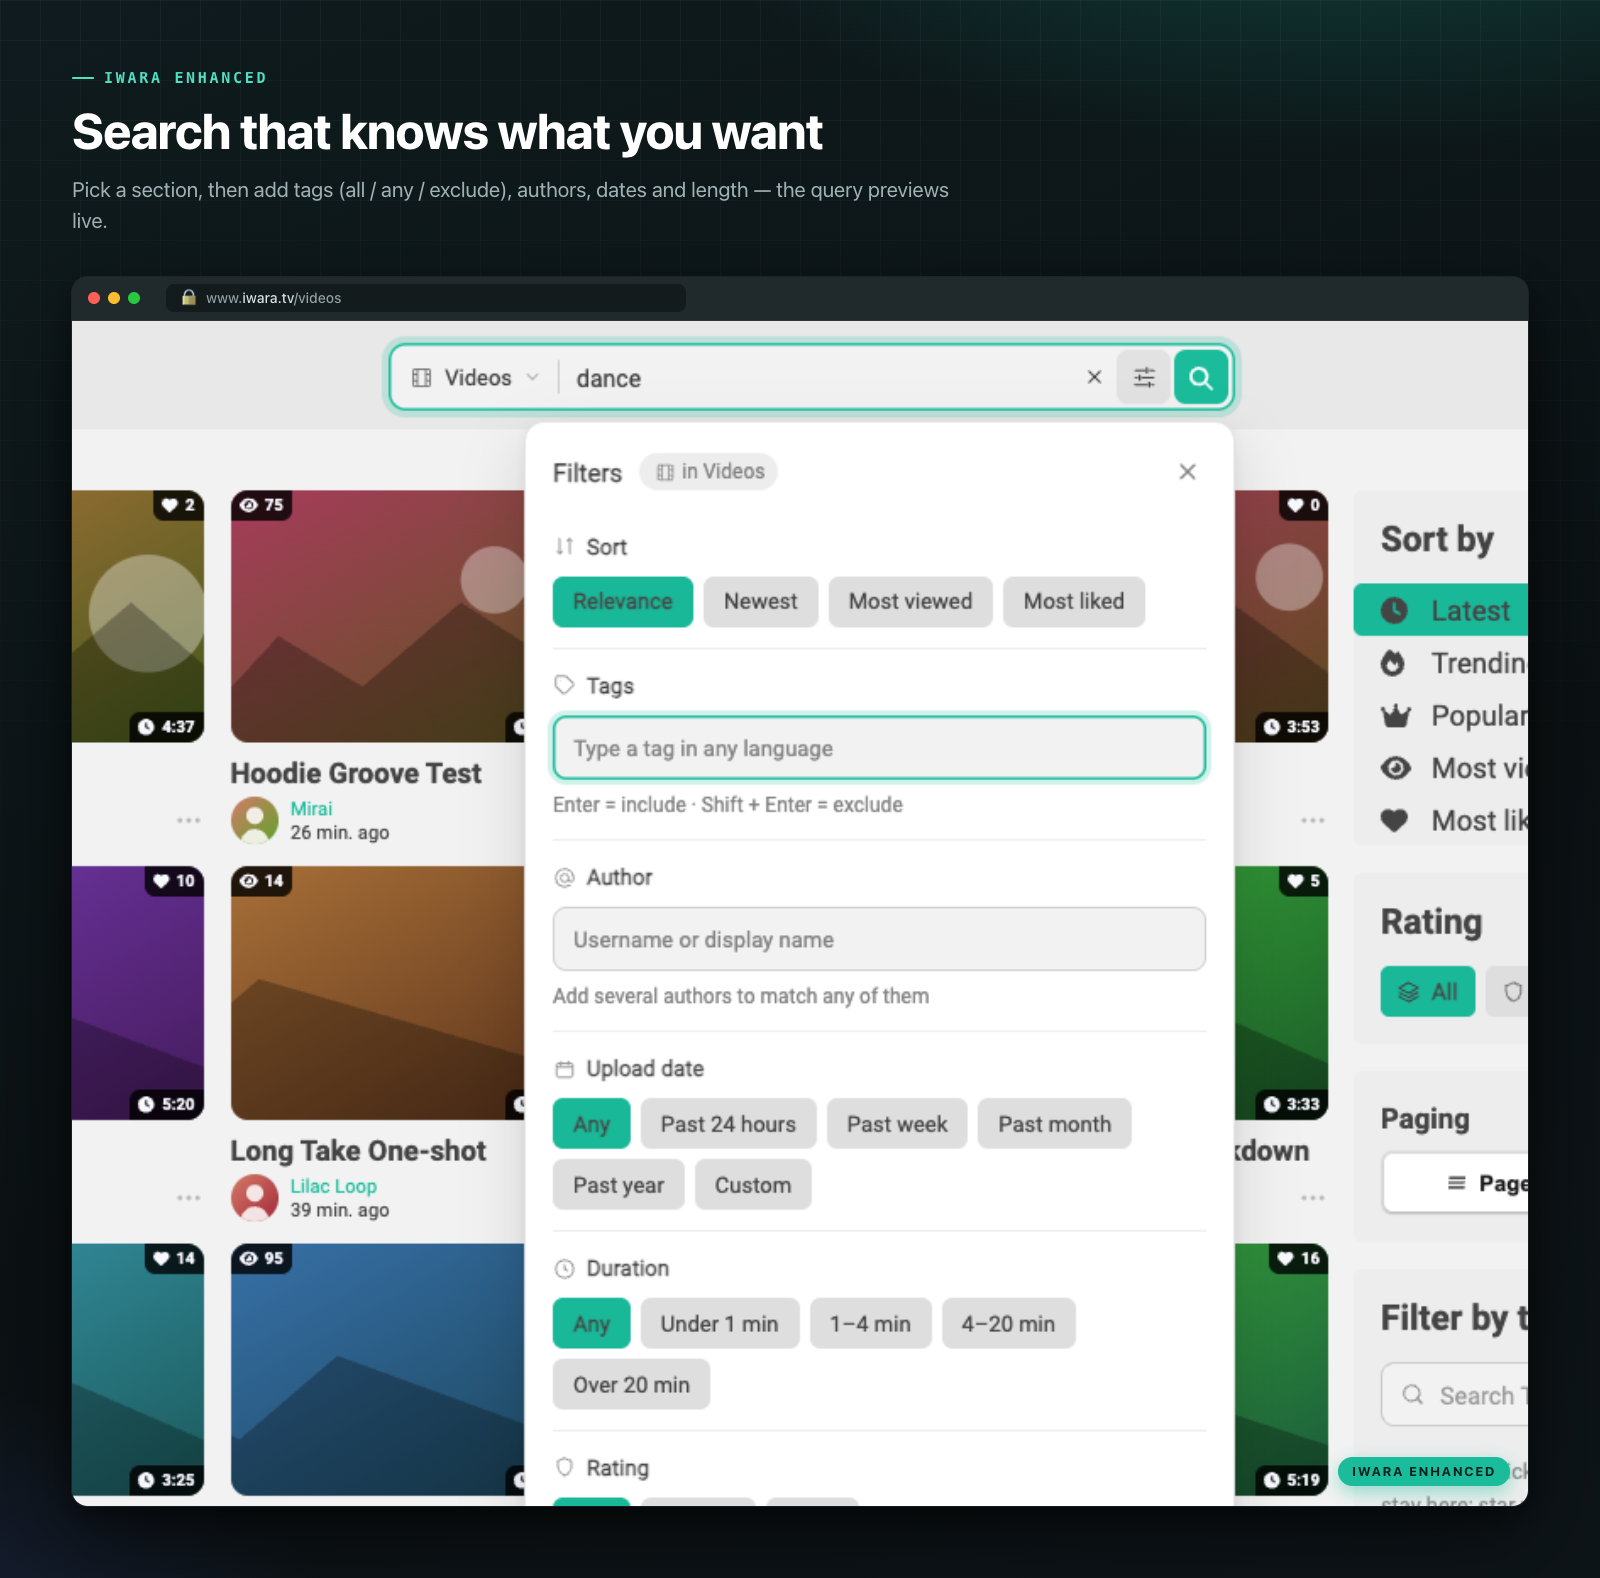 IWARA ENHANCED
Search that knows what you want
Pick a section, then add tags (all / any / exclude), authors, dates and length — the query previews
live.
www.iwara.tv/videos
Videos
dance
Filters
in Videos
Sort
Relevance
Newest
Most viewed
Most liked
Tags
Type a tag in any language
Enter = include · Shift + Enter = exclude
Author
Username or display name
Add several authors to match any of them
Upload date
Any
Past 24 hours
Past week
Past month
Past year
Custom
Duration
Any
Under 1 min
1–4 min
4–20 min
Over 20 min
Rating
2
4:37
75
Hoodie Groove Test
Mirai
26 min. ago
0
3:53
10
5:20
14
Long Take One-shot
Lilac Loop
39 min. ago
5
3:33
kdown
14
3:25
95
16
5:19
Sort by
Latest
Trendin
Popular
Most vi
Most lik
Rating
All
Paging
Page
Filter by t
Search T
IWARA ENHANCED